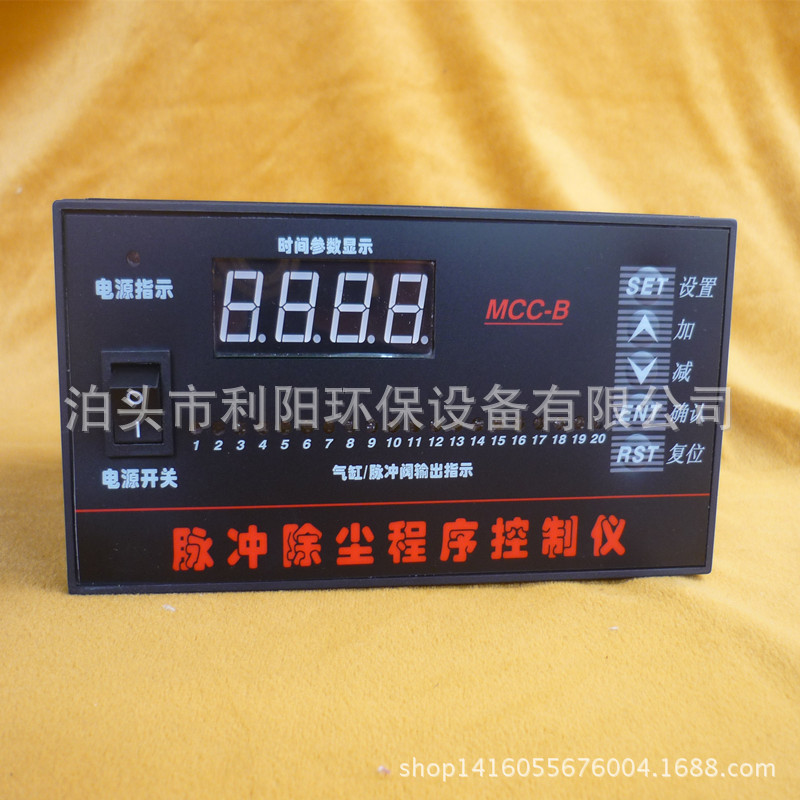 时间参数显示
电源指示
8.8.8.8.
MCC-B
SET 设置
加
减
泊头市利阳环保设备有限公司
ENT 确认
O
I
1 2 3 4 5 6 7 8 9 10 11 12 13 14 15 16 17 18 19 20
RST 复位
电源开关
气缸/脉冲阀输出指示
脉冲除尘程序控制仪
shop1416055676004.1688.com